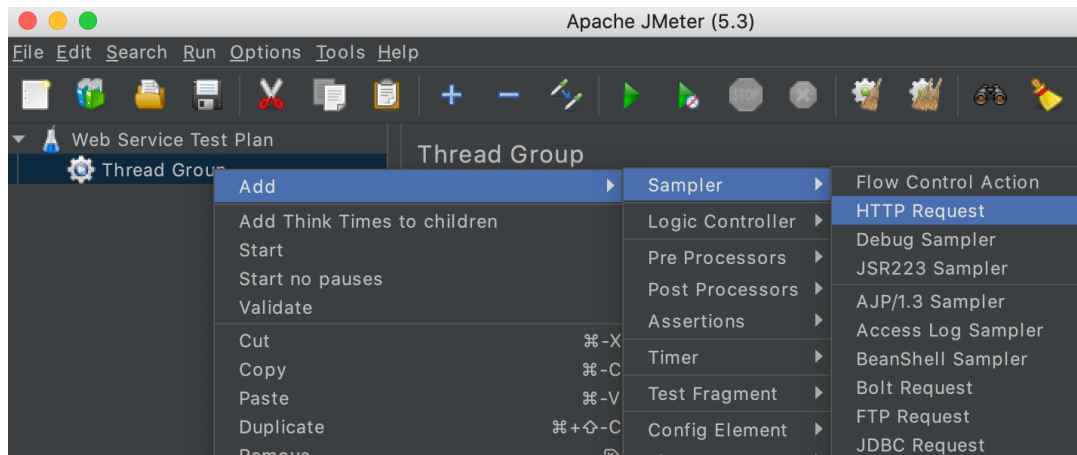 Apache JMeter (5.3)
File Edit Search Run Options Tools Help
STOP
Web Service Test Plan
Thread Group
Thread Group
Add
Add Think Times to children
Start
Start no pauses
Validate
Cut ⌘-X
Copy ⌘-C
Paste ⌘-V
Duplicate ⌘+⇧-C
Remove
Sampler
Logic Controller
Pre Processors
Post Processors
Assertions
Timer
Test Fragment
Config Element
Flow Control Action
HTTP Request
Debug Sampler
JSR223 Sampler
AJP/1.3 Sampler
Access Log Sampler
BeanShell Sampler
Bolt Request
FTP Request
JDBC Request